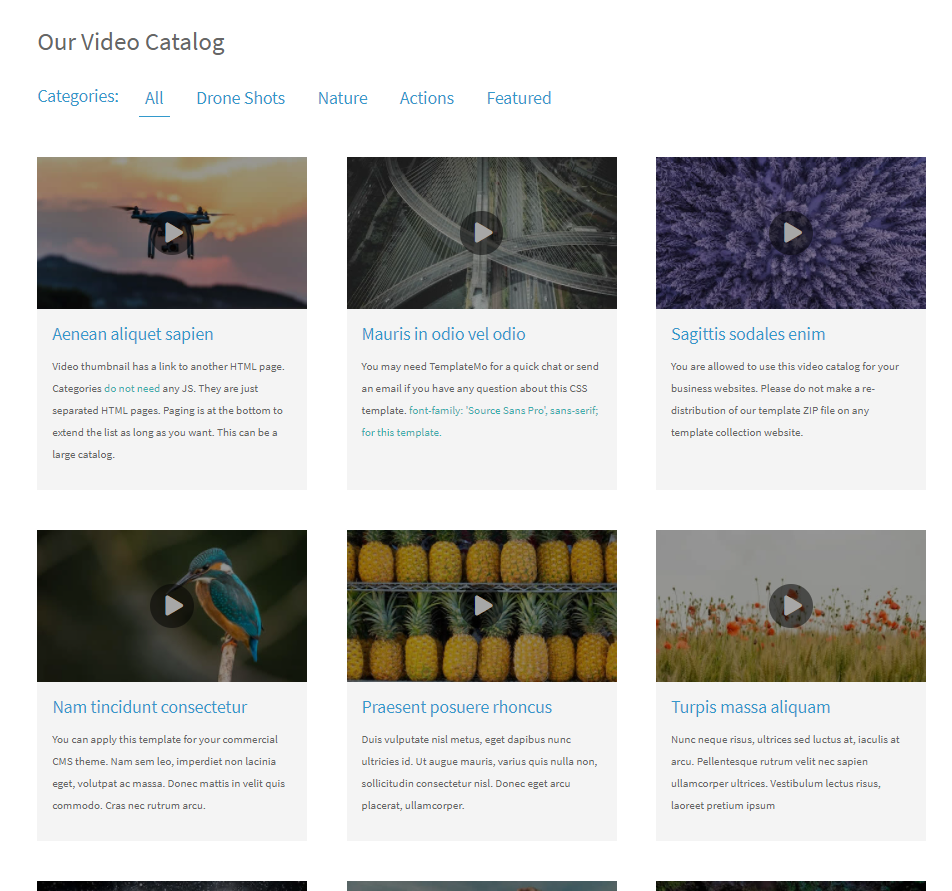 Our Video Catalog
Categories: All Drone Shots Nature Actions Featured
Aenean aliquet sapien
Video thumbnail has a link to another HTML page.
Categories do not need any JS. They are just
separated HTML pages. Paging is at the bottom to
extend the list as long as you want. This can be a
large catalog.
Mauris in odio vel odio
You may need TemplateMo for a quick chat or send
an email if you have any question about this CSS
template. font-family: 'Source Sans Pro', sans-serif;
for this template.
Sagittis sodales enim
You are allowed to use this video catalog for your
business websites. Please do not make a re-
distribution of our template ZIP file on any
template collection website.
Nam tincidunt consectetur
You can apply this template for your commercial
CMS theme. Nam sem leo, imperdiet non lacinia
eget, volutpat ac massa. Donec mattis in velit quis
commodo. Cras nec rutrum arcu.
Praesent posuere rhoncus
Duis vulputate nisl metus, eget dapibus nunc
ultricies id. Ut augue mauris, varius quis nulla non,
sollicitudin consectetur nisl. Donec eget arcu
placerat, ullamcorper.
Turpis massa aliquam
Nunc neque risus, ultrices sed luctus at, iaculis at
arcu. Pellentesque rutrum velit nec sapien
ullamcorper ultrices. Vestibulum lectus risus,
laoreet pretium ipsum